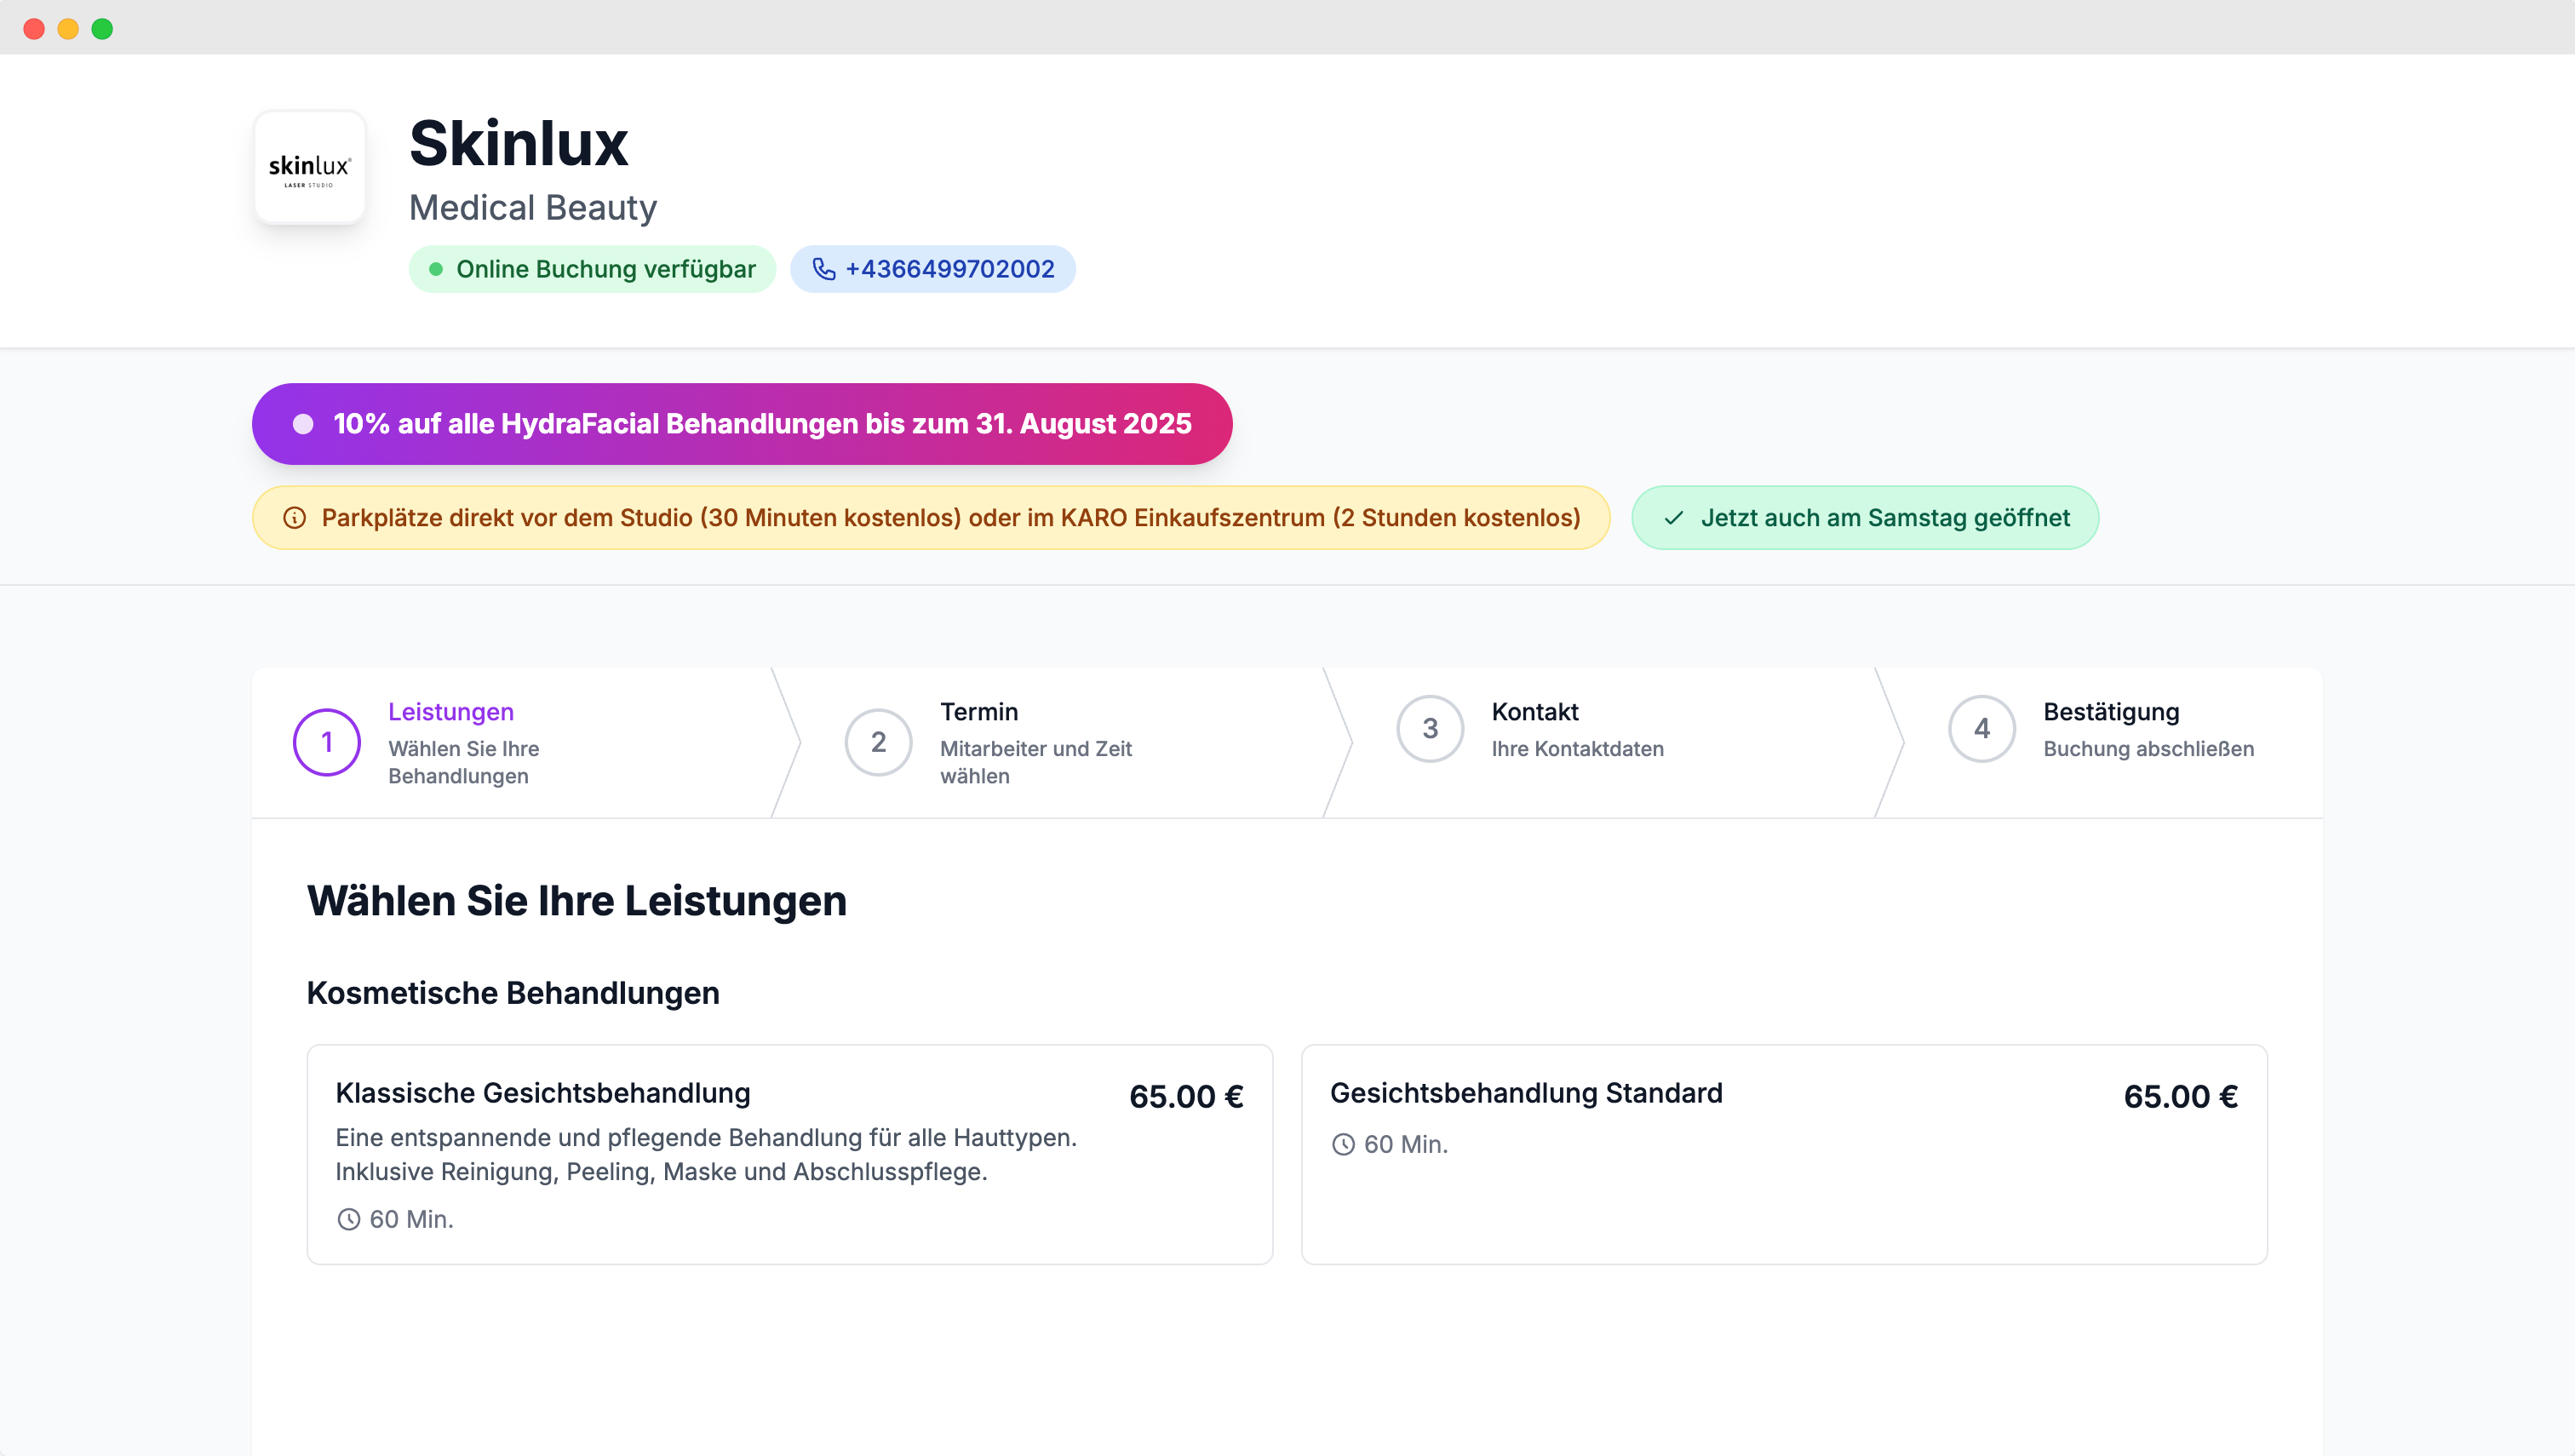 skinlux®
LASER STUDIO
Skinlux
Medical Beauty
Online Buchung verfügbar
+4366499702002
10% auf alle HydraFacial Behandlungen bis zum 31. August 2025
Parkplätze direkt vor dem Studio (30 Minuten kostenlos) oder im KARO Einkaufszentrum (2 Stunden kostenlos)
Jetzt auch am Samstag geöffnet
1
Leistungen
Wählen Sie Ihre
Behandlungen
2
Termin
Mitarbeiter und Zeit
wählen
3
Kontakt
Ihre Kontaktdaten
4
Bestätigung
Buchung abschließen
Wählen Sie Ihre Leistungen
Kosmetische Behandlungen
Klassische Gesichtsbehandlung
65.00 €
Eine entspannende und pflegende Behandlung für alle Hauttypen.
Inklusive Reinigung, Peeling, Maske und Abschlusspflege.
60 Min.
Gesichtsbehandlung Standard
65.00 €
60 Min.